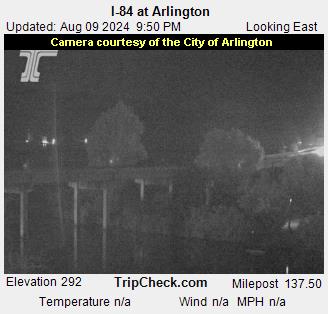 I-84 at Arlington
Updated: Aug 09 2024 9:50 PM Looking East
Camera courtesy of the City of Arlington
Elevation 292 TripCheck.com Milepost 137.50
Temperature n/a Wind n/a MPH n/a